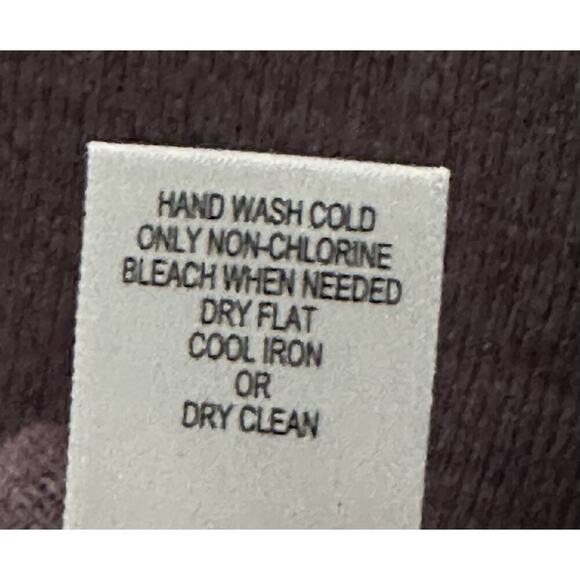 HAND WASH COLD
ONLY NON-CHLORINE
BLEACH WHEN NEEDED
DRY FLAT
COOL IRON
OR
DRY CLEAN